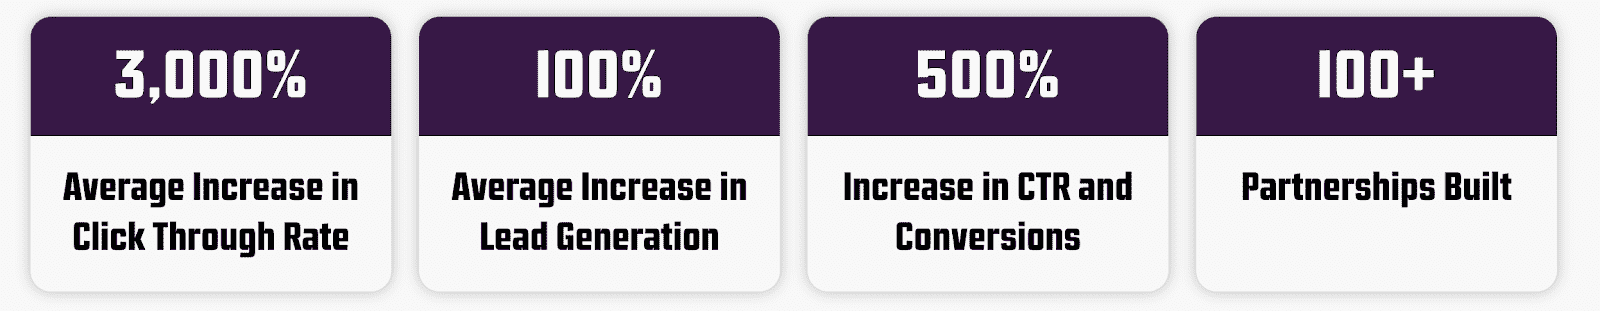 3,000%
Average Increase in
Click Through Rate
100%
Average Increase in
Lead Generation
500%
Increase in CTR and
Conversions
100+
Partnerships Built